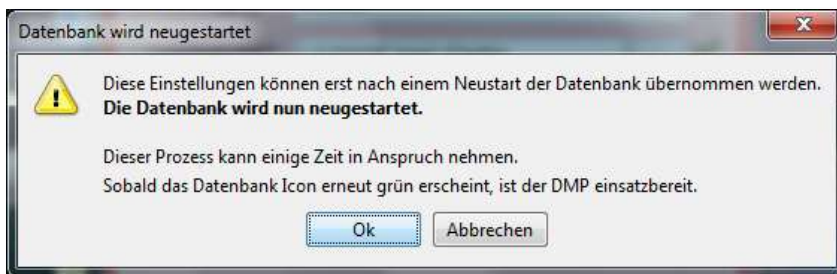 Datenbank wird neugestartet
Diese Einstellungen können erst nach einem Neustart der Datenbank übernommen werden.
Die Datenbank wird nun neugestartet.
Dieser Prozess kann einige Zeit in Anspruch nehmen.
Sobald das Datenbank Icon erneut grün erscheint, ist der DMP einsatzbereit.
Ok
Abbrechen